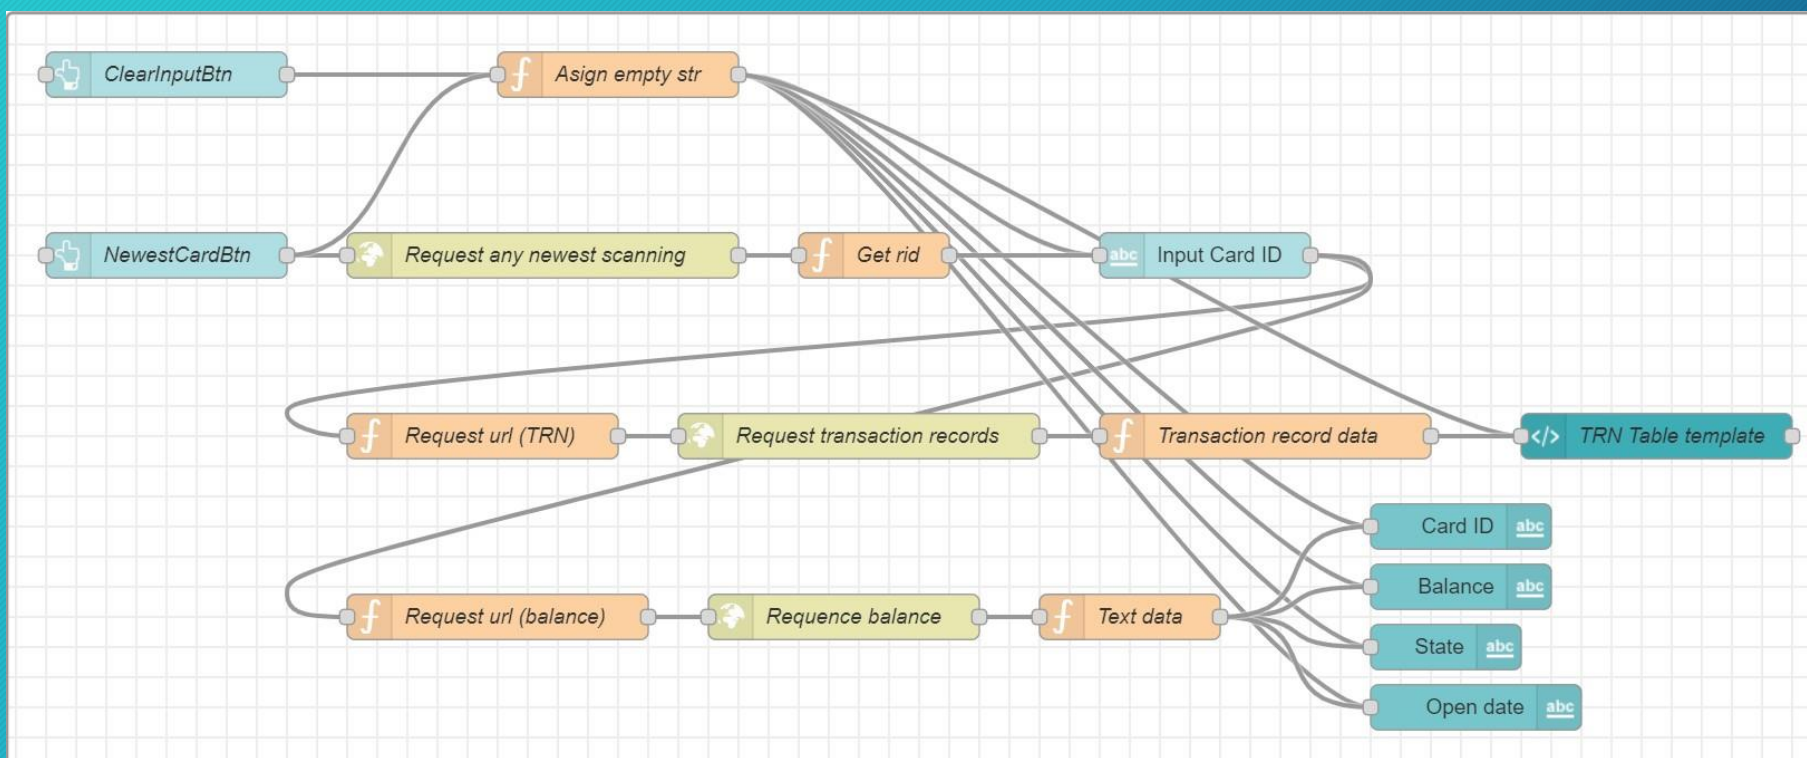 ClearInputBtn
Asign empty str
NewestCardBtn
Request any newest scanning
Get rid
abc Input Card ID
Request url (TRN)
Request transaction records
Transaction record data
</> TRN Table template
Card ID abc
Balance abc
Request url (balance)
Requence balance
Text data
State abc
Open date abc